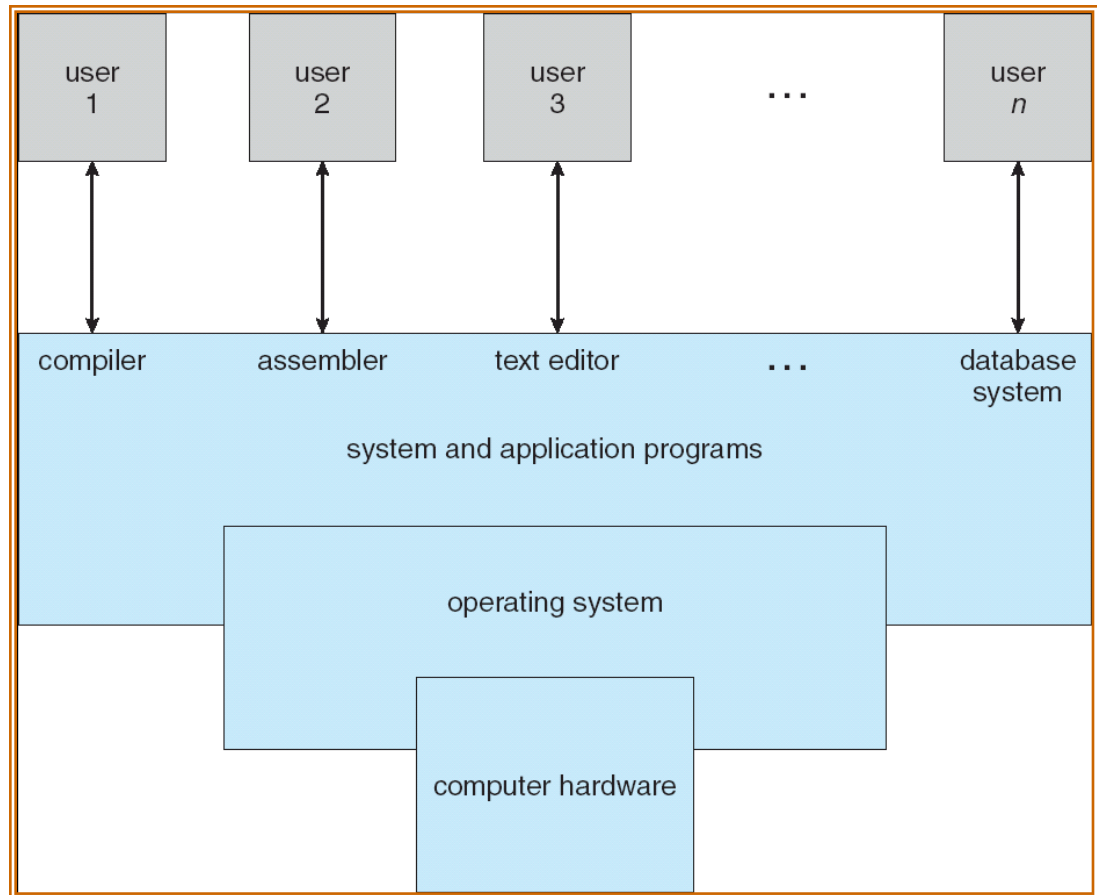 user
1
user
2
user
3
...
user
n
compiler
assembler
text editor
...
database
system
system and application programs
operating system
computer hardware